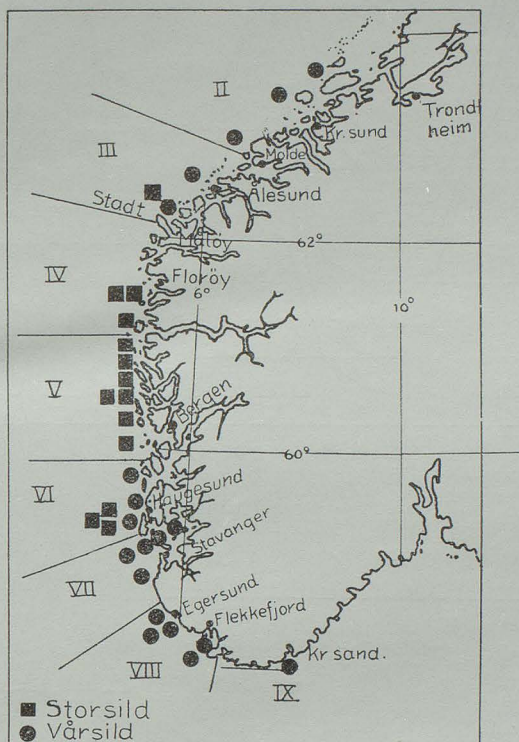 II
Trondheim
Kr. sund
Molde
III
Ålesund
Stadt
Målöy
62°
IV
Floröy
6°
10°
V
Bergen
60°
VI
Haugesund
Stavanger
VII
Egersund
Flekkefjord
VIII
Kr sand.
IX
Storsild
Vårsild